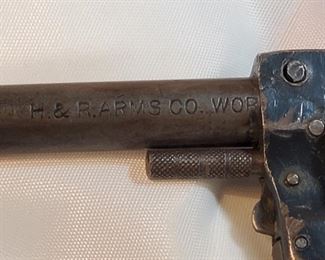 H.& R. ARMS CO. WOR